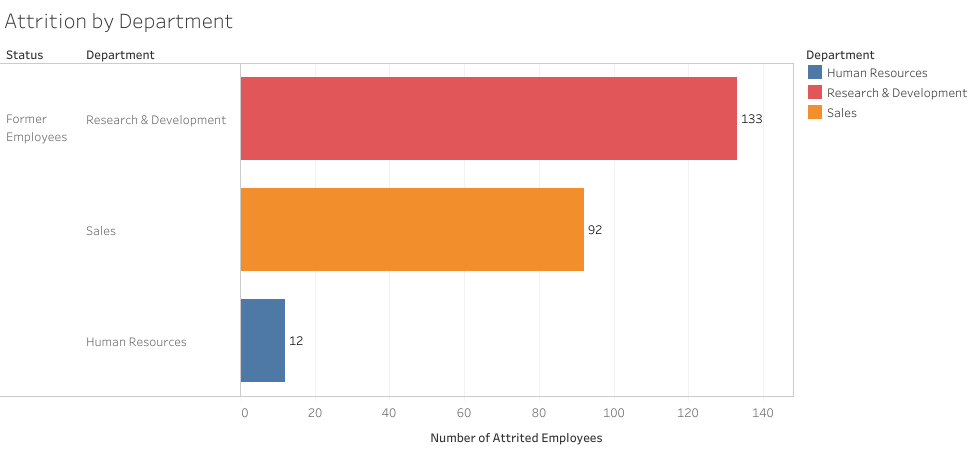 Attrition by Department
Status Department
Former Employees Research & Development 133
Sales 92
Human Resources 12
0 20 40 60 80 100 120 140
Number of Attrited Employees
Department
Human Resources
Research & Development
Sales